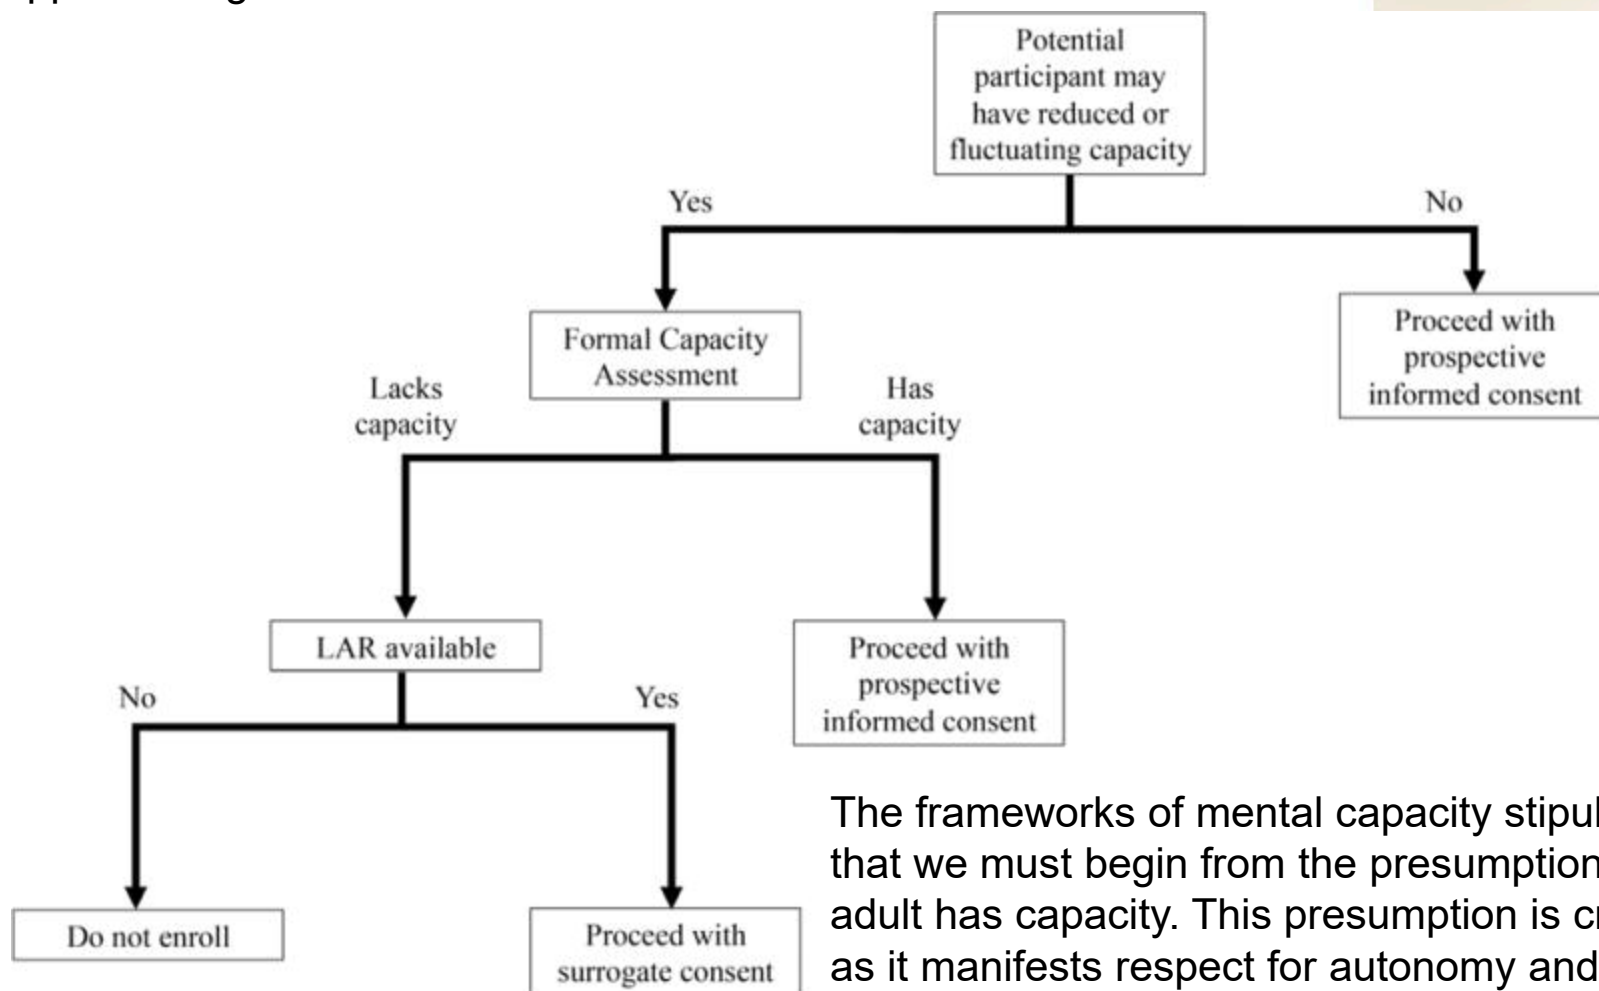 Potential
participant may
have reduced or
fluctuating capacity
Yes
No
Formal Capacity
Assessment
Proceed with
prospective
informed consent
Lacks
capacity
Has
capacity
LAR available
Proceed with
prospective
informed consent
No
Yes
Do not enroll
Proceed with
surrogate consent
The frameworks of mental capacity
that we must begin from the presumption
adult has capacity. This presumption is
as it manifests respect for autonomy and